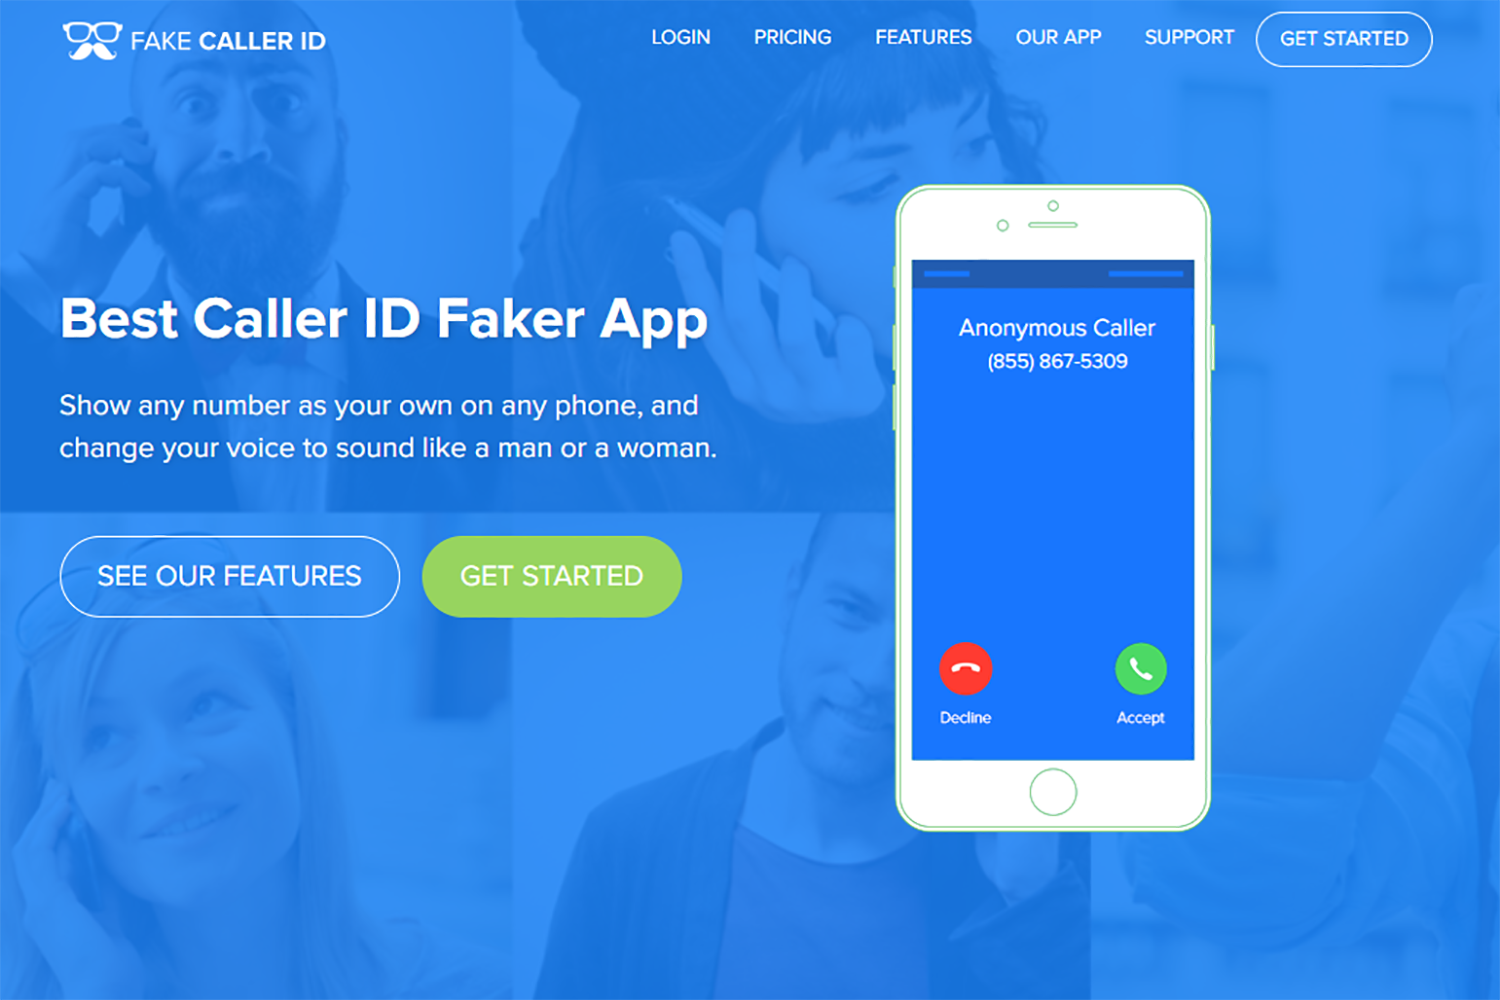 FAKE CALLER ID
LOGIN
PRICING
FEATURES
OUR APP
SUPPORT
GET STARTED
Best Caller ID Faker App
Show any number as your own on any phone, and
change your voice to sound like a man or a woman.
SEE OUR FEATURES
GET STARTED
Anonymous Caller
(855) 867-5309
Decline
Accept